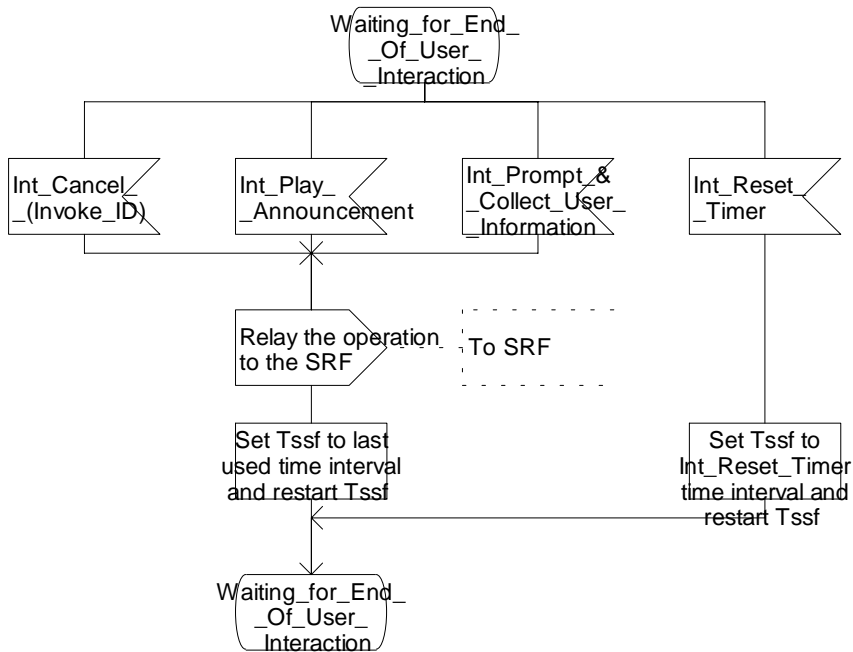 Waiting_for_End_
_Of_User_
_Interaction
Int_Cancel_
_(Invoke_ID)
Int_Play_
_Announcement
Int_Prompt_&
_Collect_User_
_Information
Int_Reset_
_Timer
Relay the operation
to the SRF
To SRF
Set Tssf to last
used time interval
and restart Tssf
Set Tssf to
Int_Reset_Timer
time interval and
restart Tssf
Waiting_for_End_
_Of_User_
_Interaction